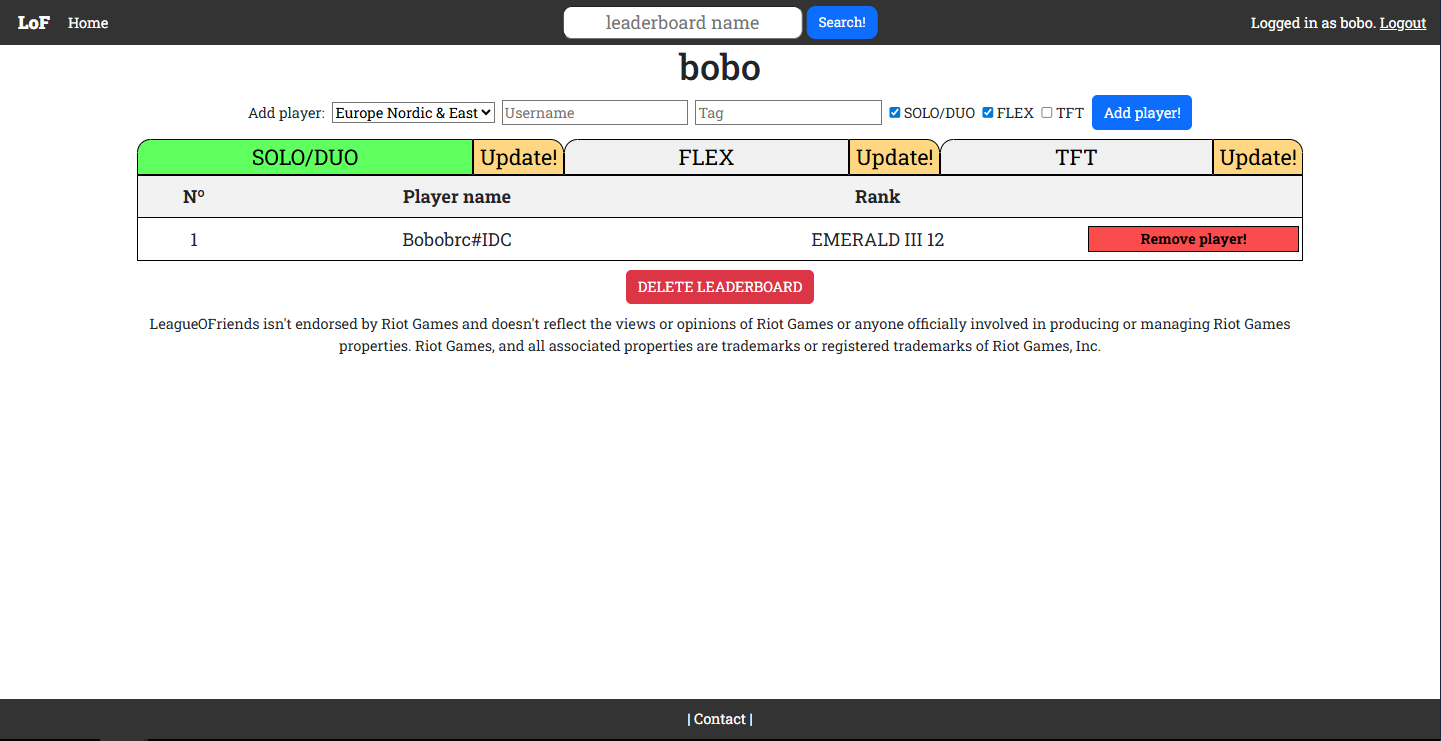 LoF Home leaderboard name Search! Logged in as bobo. Logout
bobo
Add player: Europe Nordic & East Username Tag SOLO/DUO FLEX TFT Add player!
SOLO/DUO Update! FLEX Update! TFT Update!
Nº Player name Rank
1 Bobobrc#IDC EMERALD III 12 Remove player!
DELETE LEADERBOARD
LeagueOFriends isn't endorsed by Riot Games and doesn't reflect the views or opinions of Riot Games or anyone officially involved in producing or managing Riot Games
properties. Riot Games, and all associated properties are trademarks or registered trademarks of Riot Games, Inc.
| Contact |